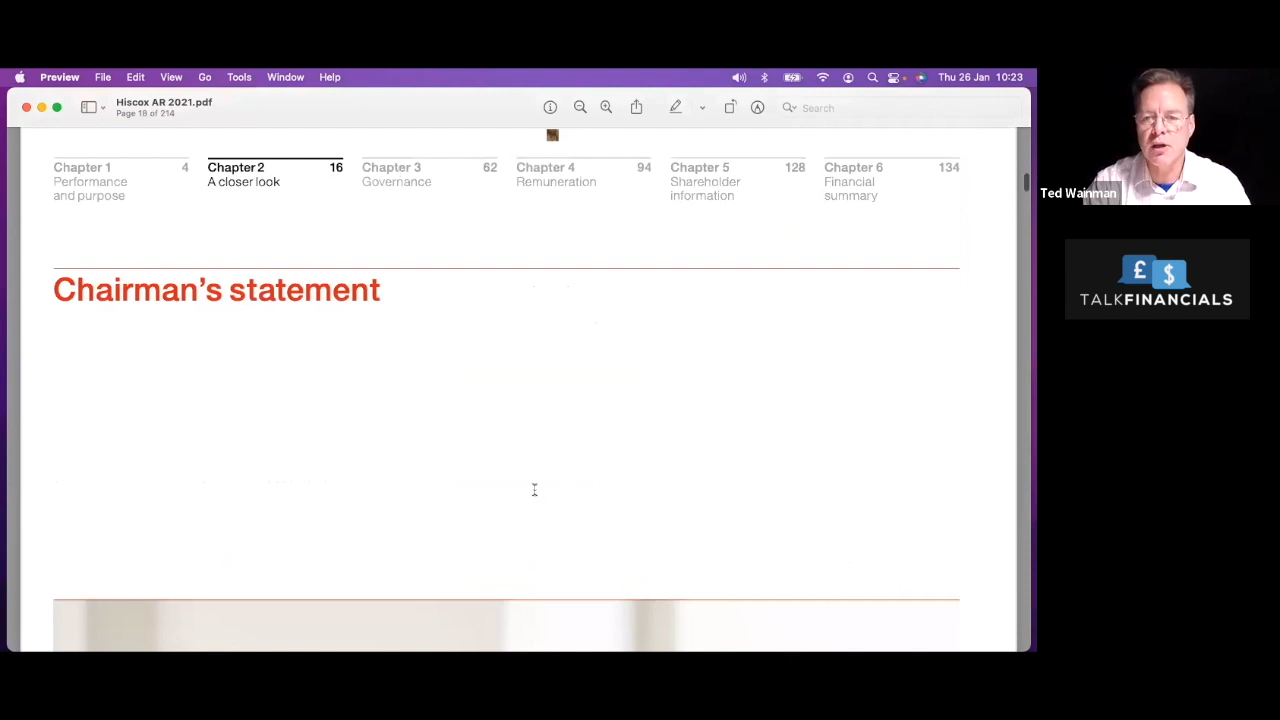 Preview File Edit View Go Tools Window Help Thu 26 Jan 10:23
Hiscox AR 2021.pdf
Page 18 of 214
Search
Chapter 1 4
Performance
and purpose
Chapter 2 16
A closer look
Chapter 3 62
Governance
Chapter 4 94
Remuneration
Chapter 5 128
Shareholder
information
Chapter 6 134
Financial
summary
Chairman's statement
Ted Wainman
£ $
TALKFINANCIALS